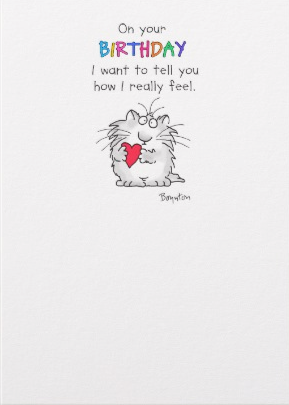 On your
BIRTHDAY
I want to tell you
how I really feel.
Boynton